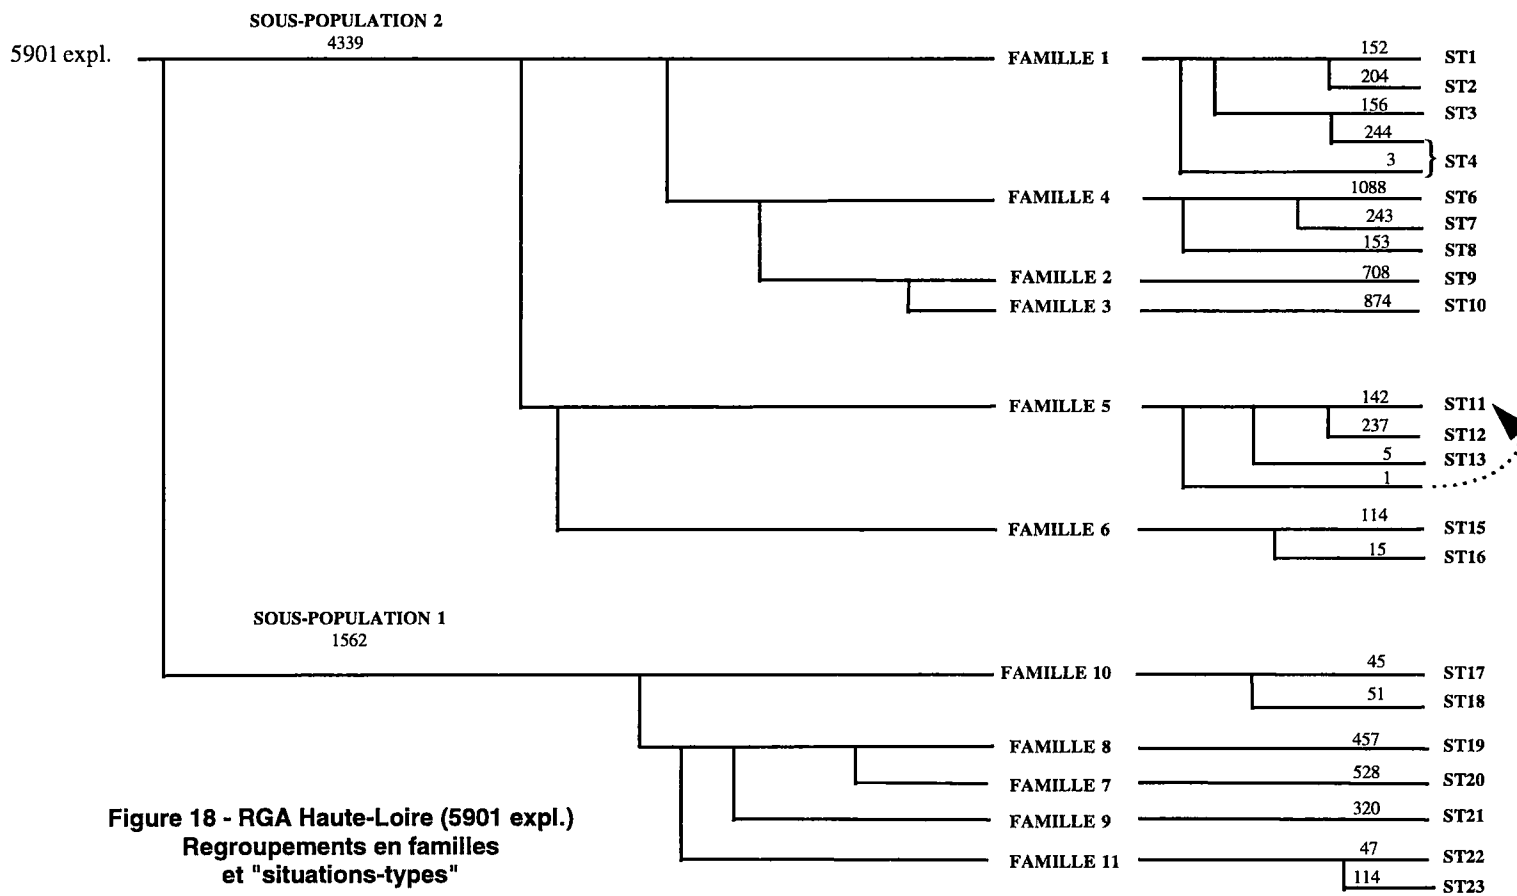 SOUS-POPULATION 2
4339
5901 expl.
FAMILLE 1
152
ST1
204
ST2
156
ST3
244
3
} ST4
FAMILLE 4
1088
ST6
243
ST7
153
ST8
FAMILLE 2
708
ST9
FAMILLE 3
874
ST10
FAMILLE 5
142
ST11
237
ST12
5
ST13
1
FAMILLE 6
114
ST15
15
ST16
SOUS-POPULATION 1
1562
FAMILLE 10
45
ST17
51
ST18
FAMILLE 8
457
ST19
FAMILLE 7
528
ST20
FAMILLE 9
320
ST21
FAMILLE 11
47
ST22
114
ST23
Figure 18 - RGA Haute-Loire (5901 expl.)
Regroupements en familles
et "situations-types"